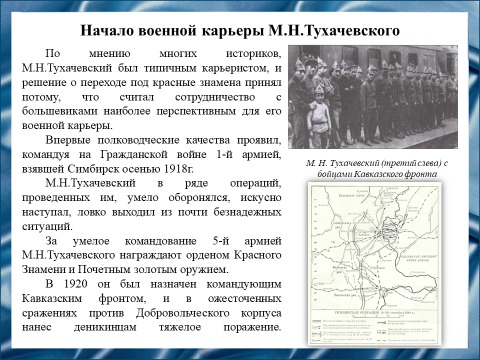 Начало военной карьеры М.Н.Тухачевского
По мнению многих историков,
М.Н.Тухачевский был типичным карьеристом, и
решение о переходе под красные знамена принял
потому, что считал сотрудничество с
большевиками наиболее перспективным для его
военной карьеры.
Впервые полководческие качества проявил,
командуя на Гражданской войне 1-й армией,
взявшей Симбирск осенью 1918г.
М.Н.Тухачевский в ряде операций,
проведенных им, умело оборонялся, искусно
наступал, ловко выходил из почти безнадежных
ситуаций.
За умелое командование 5-й армией
М.Н.Тухачевского награждают орденом Красного
Знамени и Почетным золотым оружием.
В 1920 он был назначен командующим
Кавказским фронтом, и в ожесточенных
сражениях против Добровольческого корпуса
нанес деникинцам тяжелое поражение.
М. Н. Тухачевский (третий слева) с
бойцами Кавказского фронта